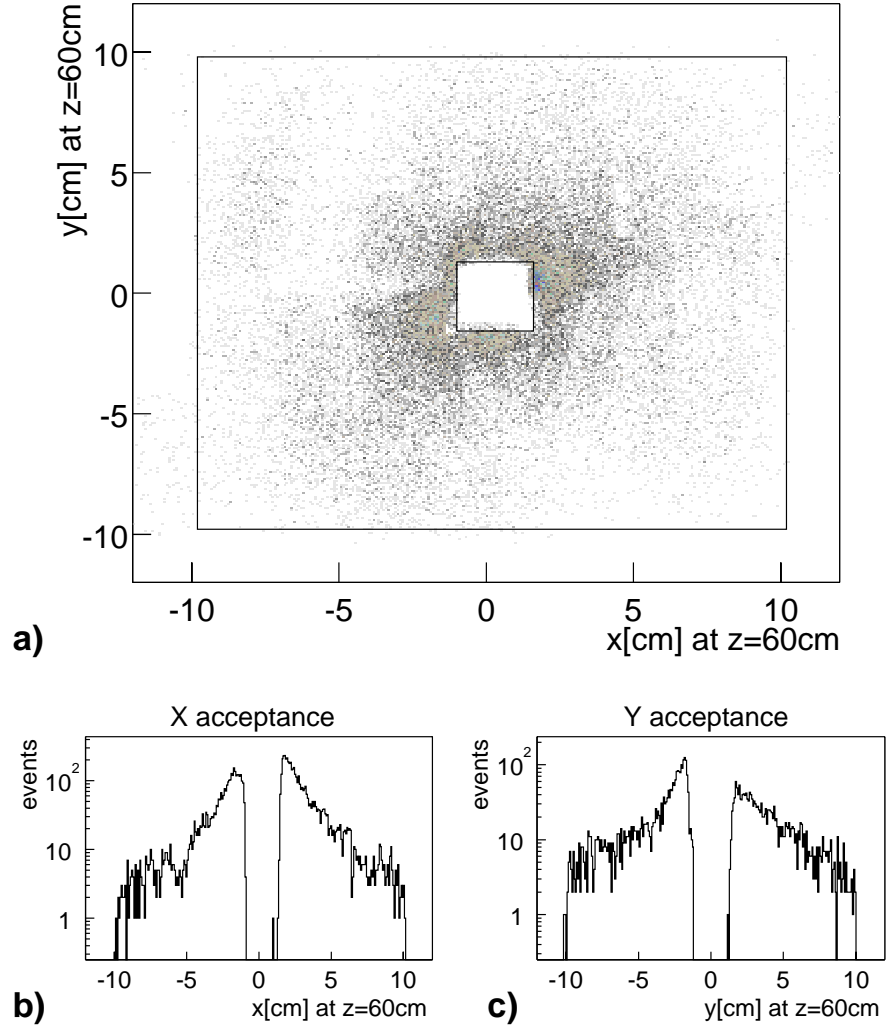 y[cm] at z=60cm
10
5
0
-5
-10
-10 -5 0 5 10
x[cm] at z=60cm
a)
X acceptance
events
10²
10
1
-10 -5 0 5 10
x[cm] at z=60cm
b)
Y acceptance
events
10²
10
1
-10 -5 0 5 10
y[cm] at z=60cm
c)